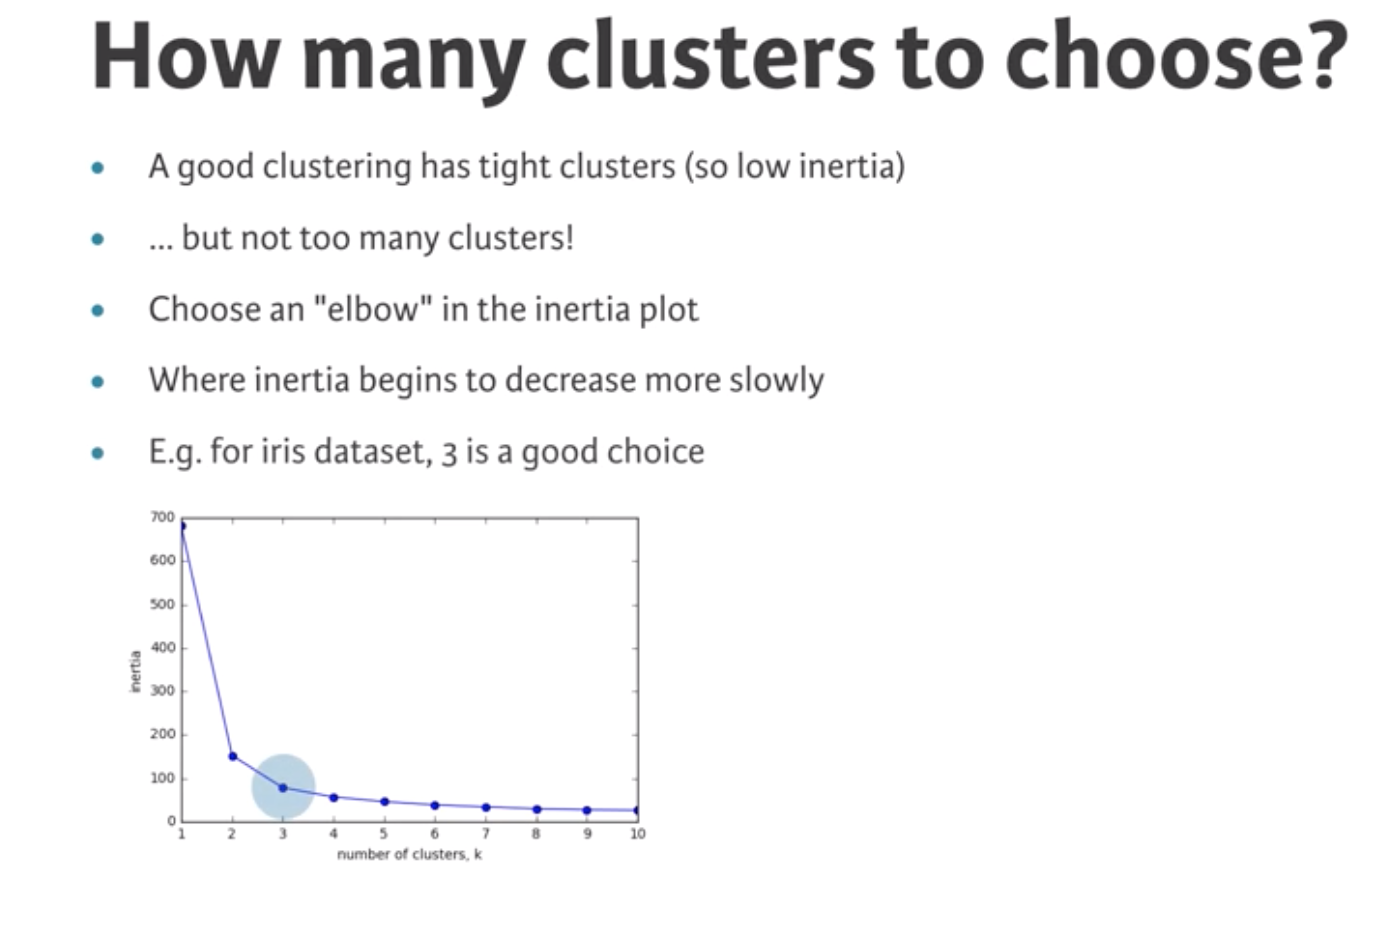 How many clusters to choose?
• A good clustering has tight clusters (so low inertia)
• ... but not too many clusters!
• Choose an "elbow" in the inertia plot
• Where inertia begins to decrease more slowly
• E.g. for iris dataset, 3 is a good choice
700
600
500
400
300
200
100
0
inertia
1 2 3 4 5 6 7 8 9 10
number of clusters, k